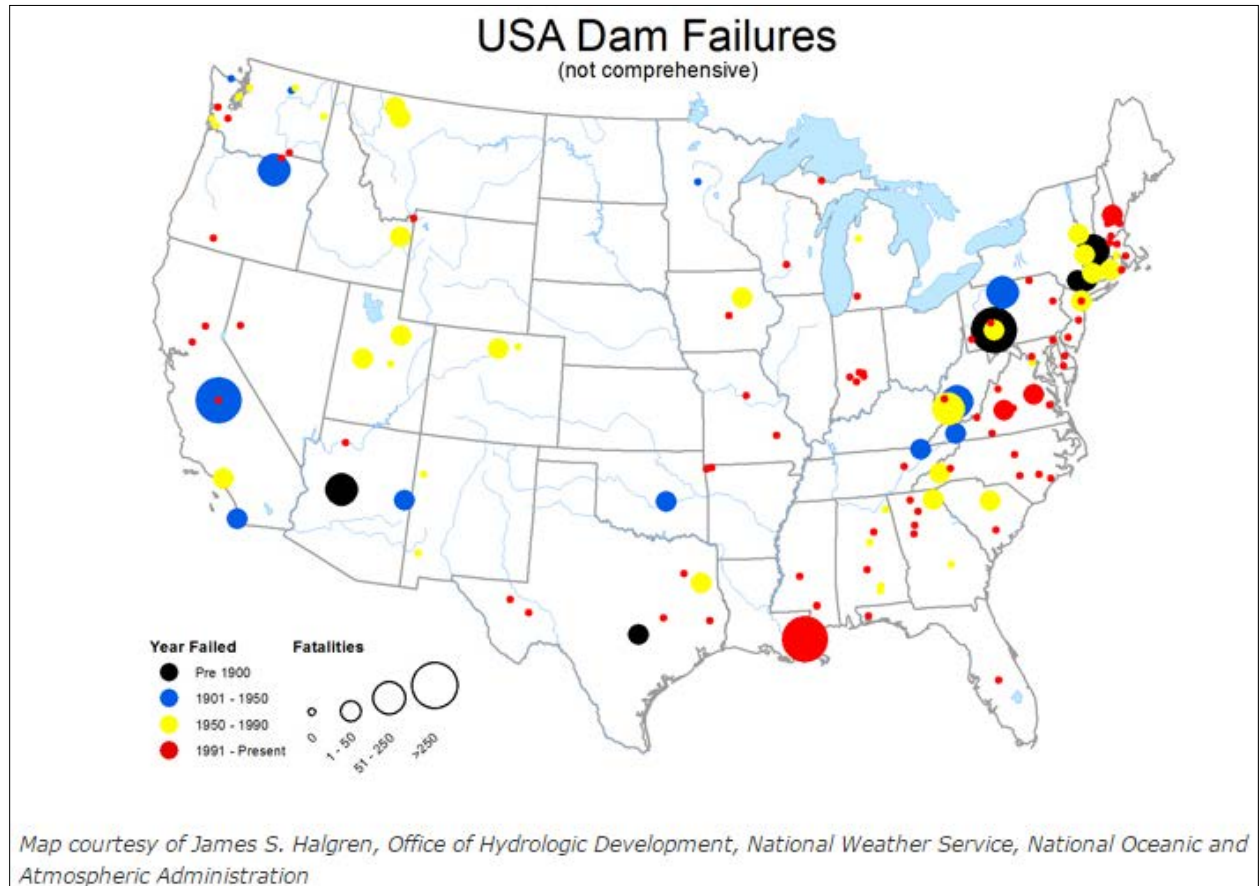 USA Dam Failures
(not comprehensive)
Year Failed
Pre 1900
1901 - 1950
1950 - 1990
1991 - Present
Fatalities
0
1 - 50
51 - 250
>250
Map courtesy of James S. Halgren, Office of Hydrologic Development, National Weather Service, National Oceanic and
Atmospheric Administration